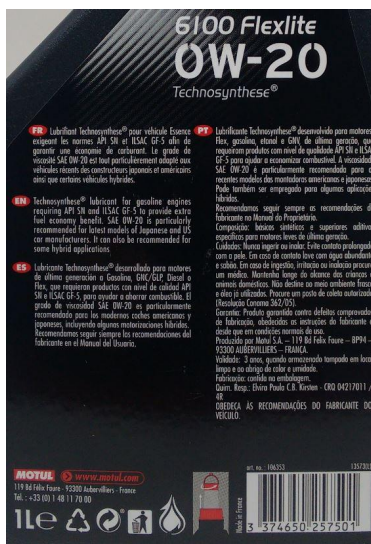 6100 Flexlite
0W-20
Technosynthese®
FR Lubrifiant Technosynthese® pour véhicule Essence
exigeant les normes API SN et ILSAC GF-5 afin de
garantir une économie de carburant. Le grade de
viscosité SAE 0W-20 est tout particulièrement adapté aux
véhicules récents des constructeurs japonais et américains
ainsi que certains véhicules hybrides.
EN Technosynthese® lubricant for gasoline engines
requiring API SN and ILSAC GF-5 to provide extra
fuel economy benefit. SAE 0W-20 is particularly
recommended for latest models of Japanese and US
car manufacturers. It can also be recommended for
some hybrid applications
ES Lubricante Technosynthese® desarrollado para motores
de última generación a Gasolina, GNC/GLP, Diesel o
Flex, que requieran productos con nivel de calidad API
SN o ILSAC GF-5, para ayudar a ahorrar combustible. El
grado de viscosidad SAE 0W-20 es particularmente
recomendado para los modernos coches americanos y
japoneses, incluyendo algunas motorizaciones híbridas.
Recomendamos seguir siempre las recomendaciones del
fabricante en el Manual del Usuario.
PT Lubrificante Technosynthese® desenvolvido para motores
Flex, gasolina, etanol e GNV, de última geração, que
requeiram produtos com nível de qualidade API SN e ILSAC
GF-5 para ajudar a economizar combustível. A viscosidade
SAE 0W-20 é particularmente recomendada para os
recentes modelos das montadoras americanas e japonesas.
Pode também ser empregado para algumas aplicações
híbridas.
Recomendamos seguir sempre as recomendações do
fabricante no Manual do Proprietário.
Composição: básicos sintéticos e superiores aditivos
específicos para motores leves de última geração.
Cuidados: Nunca ingerir ou inalar. Evite contato prolongado
com a pele. Em caso de contato lave com água abundante
e sabão. Em caso de ingestão, irritação ou indicação procure
um médico. Mantenha longe do alcance das crianças e
animais domésticos. Não destine ao meio ambiente frasco
e óleo já utilizados. Procure um posto de coleta autorizado
(Resolução Conama 362/05).
Garantia: Produto garantido contra defeitos comprovados
de fabricação, obedecidas as instruções do fabricante e
desde que em condições normais de uso.
Produzido por Motul S.A. – 119 Bd Felix Faure – BP94 –
93300 AUBERVILLIERS – FRANÇA.
Validade: 3 anos, quando armazenado tampado em local
limpo e ao abrigo de calor e umidade.
Fabricação: contida na embalagem.
Quim. Resp.: Elvira Paula C.B. Kirsten - CRQ 04217011 /
4R
OBEDEÇA ÀS RECOMENDAÇÕES DO FABRICANTE DO
VEÍCULO.
MOTUL www.motul.com
119 Bd Félix Faure - 93300 Aubervilliers - France
Tél. : +33 (0) 1 48 11 70 00
1L e
art. no. : 106353
Made in France
3 374650 257501